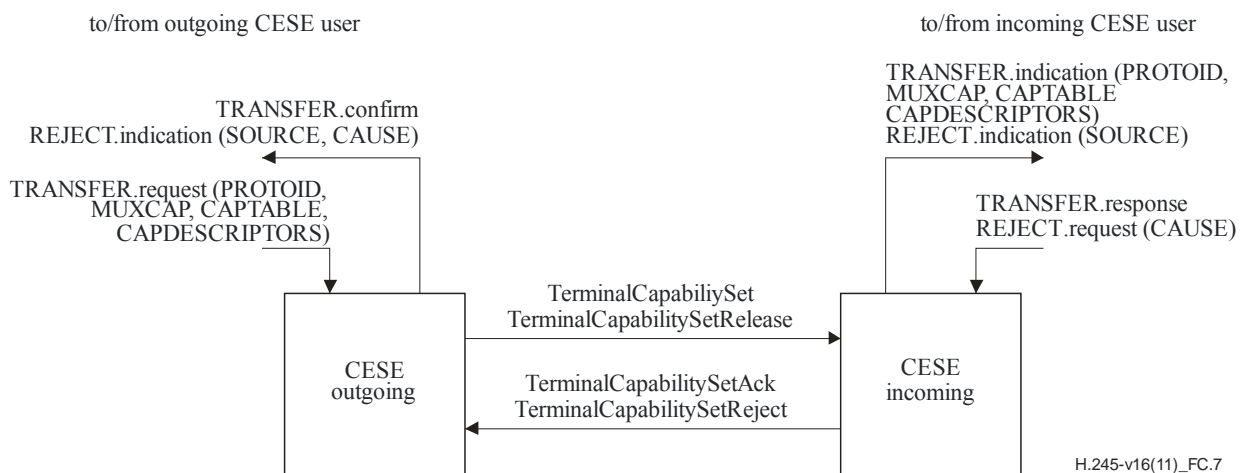 to/from outgoing CESE user
to/from incoming CESE user
TRANSFER.confirm
REJECT.indication (SOURCE, CAUSE)
TRANSFER.request (PROTOID,
MUXCAP, CAPTABLE,
CAPDESCRIPTORS)
TRANSFER.indication (PROTOID,
MUXCAP, CAPTABLE
CAPDESCRIPTORS)
REJECT.indication (SOURCE)
TRANSFER.response
REJECT.request (CAUSE)
CESE
outgoing
TerminalCapabiliySet
TerminalCapabilitySetRelease
TerminalCapabilitySetAck
TerminalCapabilitySetReject
CESE
incoming
H.245-v16(11)_FC.7